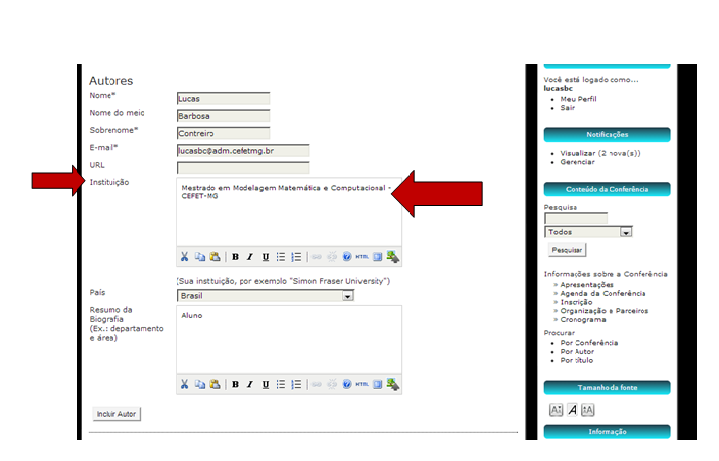 Autores
Nome*
Lucas
Nome do meio
Barbosa
Sobrenome*
Contreiro
E-mail*
lucasbc@adm.cefetmg.br
URL
Instituição
Mestrado em Modelagem Matemática e Computacional -
CEFET-MG
B I U HTML
(Sua instituição, por exemplo "Simon Fraser University")
País
Brasil
Resumo da
Biografia
(Ex.: departamento
e área)
Aluno
B I U HTML
Incluir Autor
Você está logado como...
lucasbc
Meu Perfil
Sair
Notificações
Visualizar (2 nova(s))
Gerenciar
Conteúdo da Conferência
Pesquisa
Todos
Pesquisar
Informações sobre a Conferência
» Apresentações
» Agenda da Conferência
» Inscrição
» Organização e Parceiros
» Cronograma
Procurar
Por Conferência
Por Autor
Por título
Tamanho da fonte
A A A
Informação